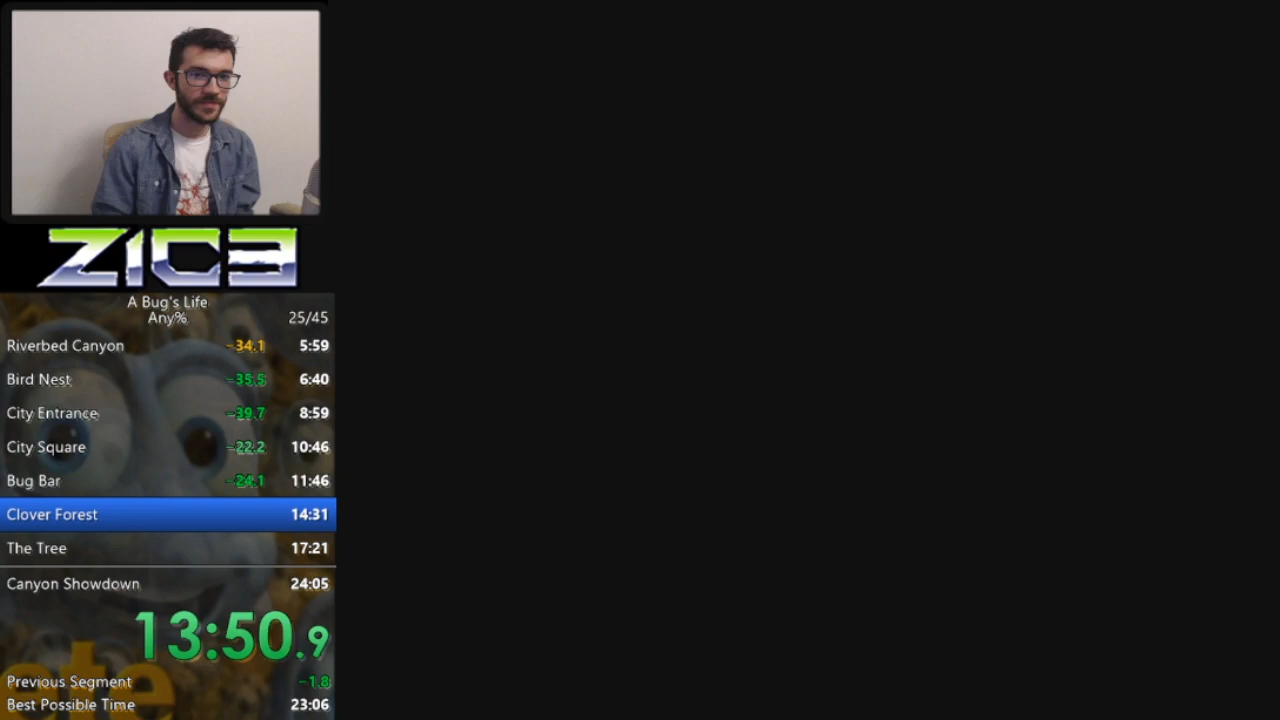 ZIC3
A Bug's Life
Any% 25/45
Riverbed Canyon -34.1 5:59
Bird Nest -35.5 6:40
City Entrance -39.7 8:59
City Square -22.2 10:46
Bug Bar -24.1 11:46
Clover Forest 14:31
The Tree 17:21
Canyon Showdown 24:05
13:50.9
ete
Previous Segment -1.8
Best Possible Time 23:06